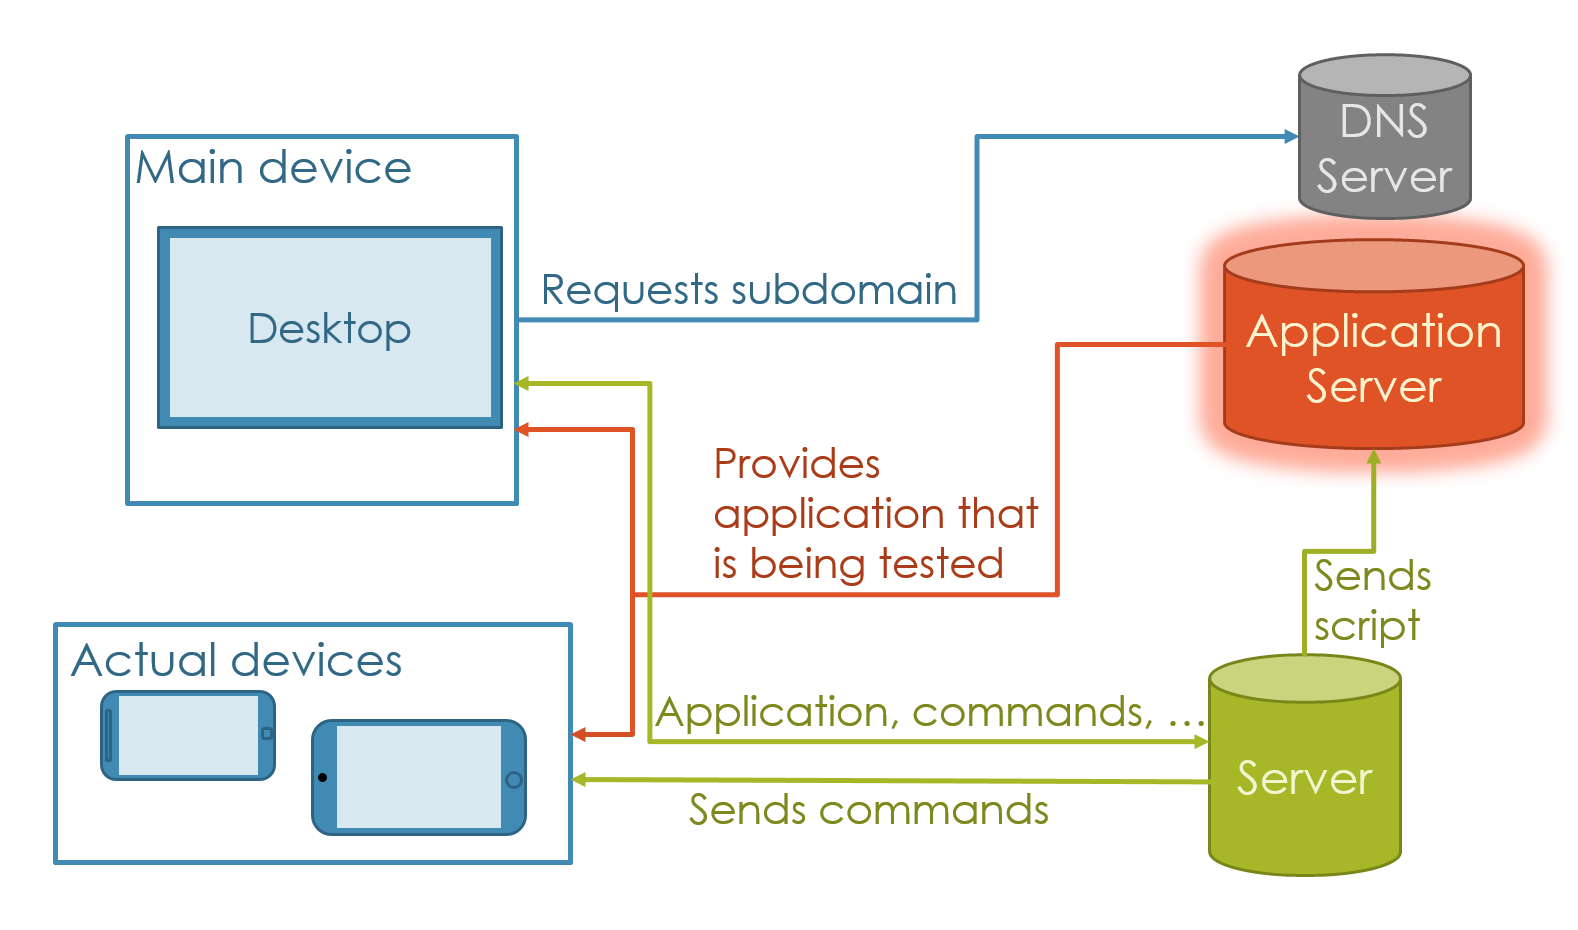 DNS
Server
Main device
Requests subdomain
Desktop
Application
Server
Provides
application that
is being tested
Sends
script
Actual devices
Application, commands, …
Server
Sends commands